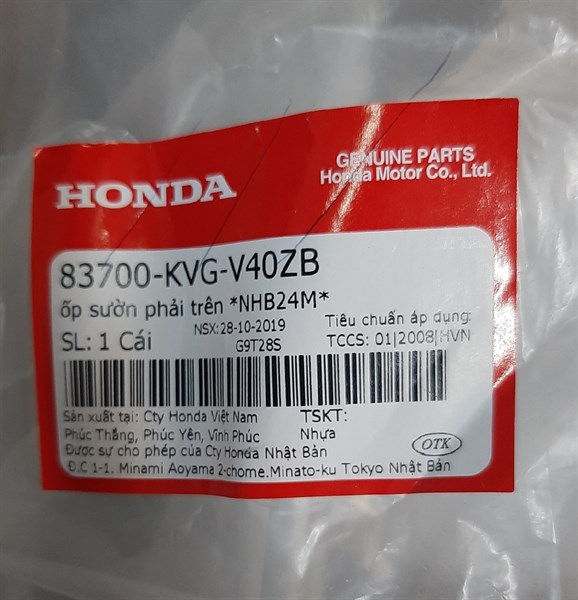 HONDA
GENUINE PARTS
Honda Motor Co., Ltd.
83700-KVG-V40ZB
ốp sườn phải trên *NHB24M*
NSX:28-10-2019
Tiêu chuẩn áp dụng:
SL: 1 Cái
G9T28S
TCCS: 01|2008|HVN
Sản xuất tại: Cty Honda Việt Nam
TSKT:
Phúc Thắng, Phúc Yên, Vĩnh Phúc
Nhựa
Được sự cho phép của Cty Honda Nhật Bản
OTK
Đ.C 1-1. Minami Aoyama 2-chome.Minato-ku Tokyo Nhật Bản